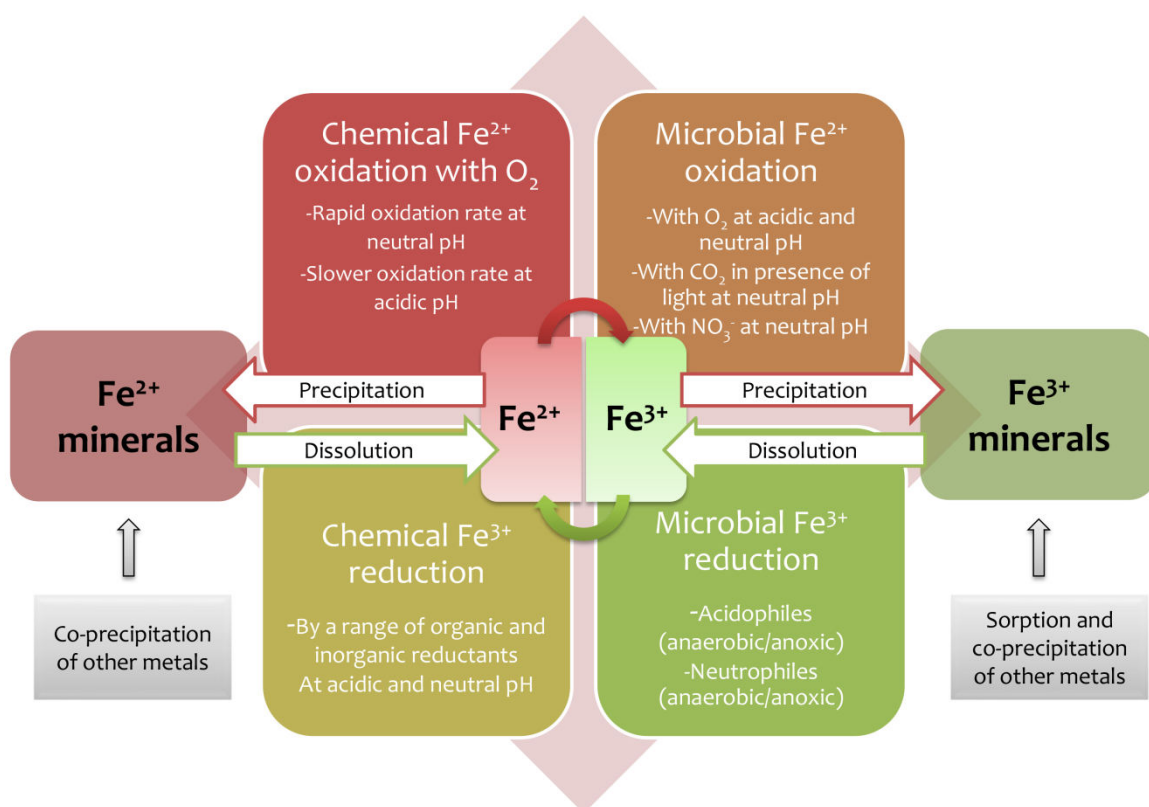 Chemical Fe²⁺
oxidation with O₂
-Rapid oxidation rate at
neutral pH
-Slower oxidation rate at
acidic pH
Microbial Fe²⁺
oxidation
-With O₂ at acidic and
neutral pH
-With CO₂ in presence of
light at neutral pH
-With NO₃⁻ at neutral pH
Fe²⁺
minerals
Precipitation
Dissolution
Fe²⁺
Fe³⁺
Precipitation
Dissolution
Fe³⁺
minerals
Chemical Fe³⁺
reduction
-By a range of organic and
inorganic reductants
At acidic and neutral pH
Microbial Fe³⁺
reduction
-Acidophiles
(anaerobic/anoxic)
-Neutrophiles
(anaerobic/anoxic)
Co-precipitation
of other metals
Sorption and
co-precipitation
of other metals